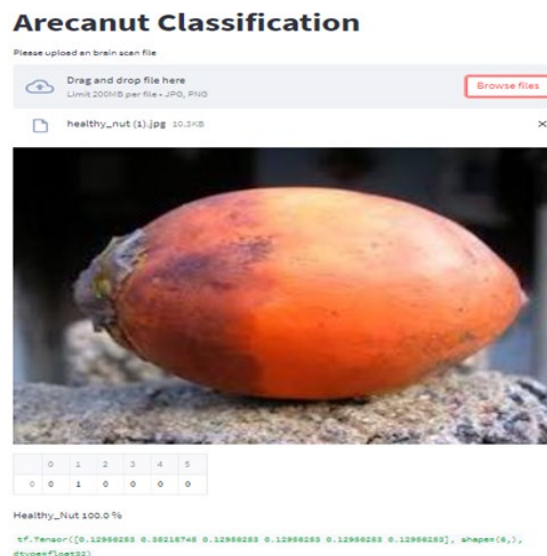 Arecanut Classification
Please upload an brain scan file
Drag and drop file here
Limit 200MB per file • JPG, PNG
Browse files
healthy_nut (1).jpg 10.3KB
×
0 1 2 3 4 5
0 0 1 0 0 0 0
Healthy_Nut 100.0 %
tf.Tensor([0.12956283 0.35218748 0.12956283 0.12956283 0.12956283 0.12956283], shape=(6,),
dtype=float32)